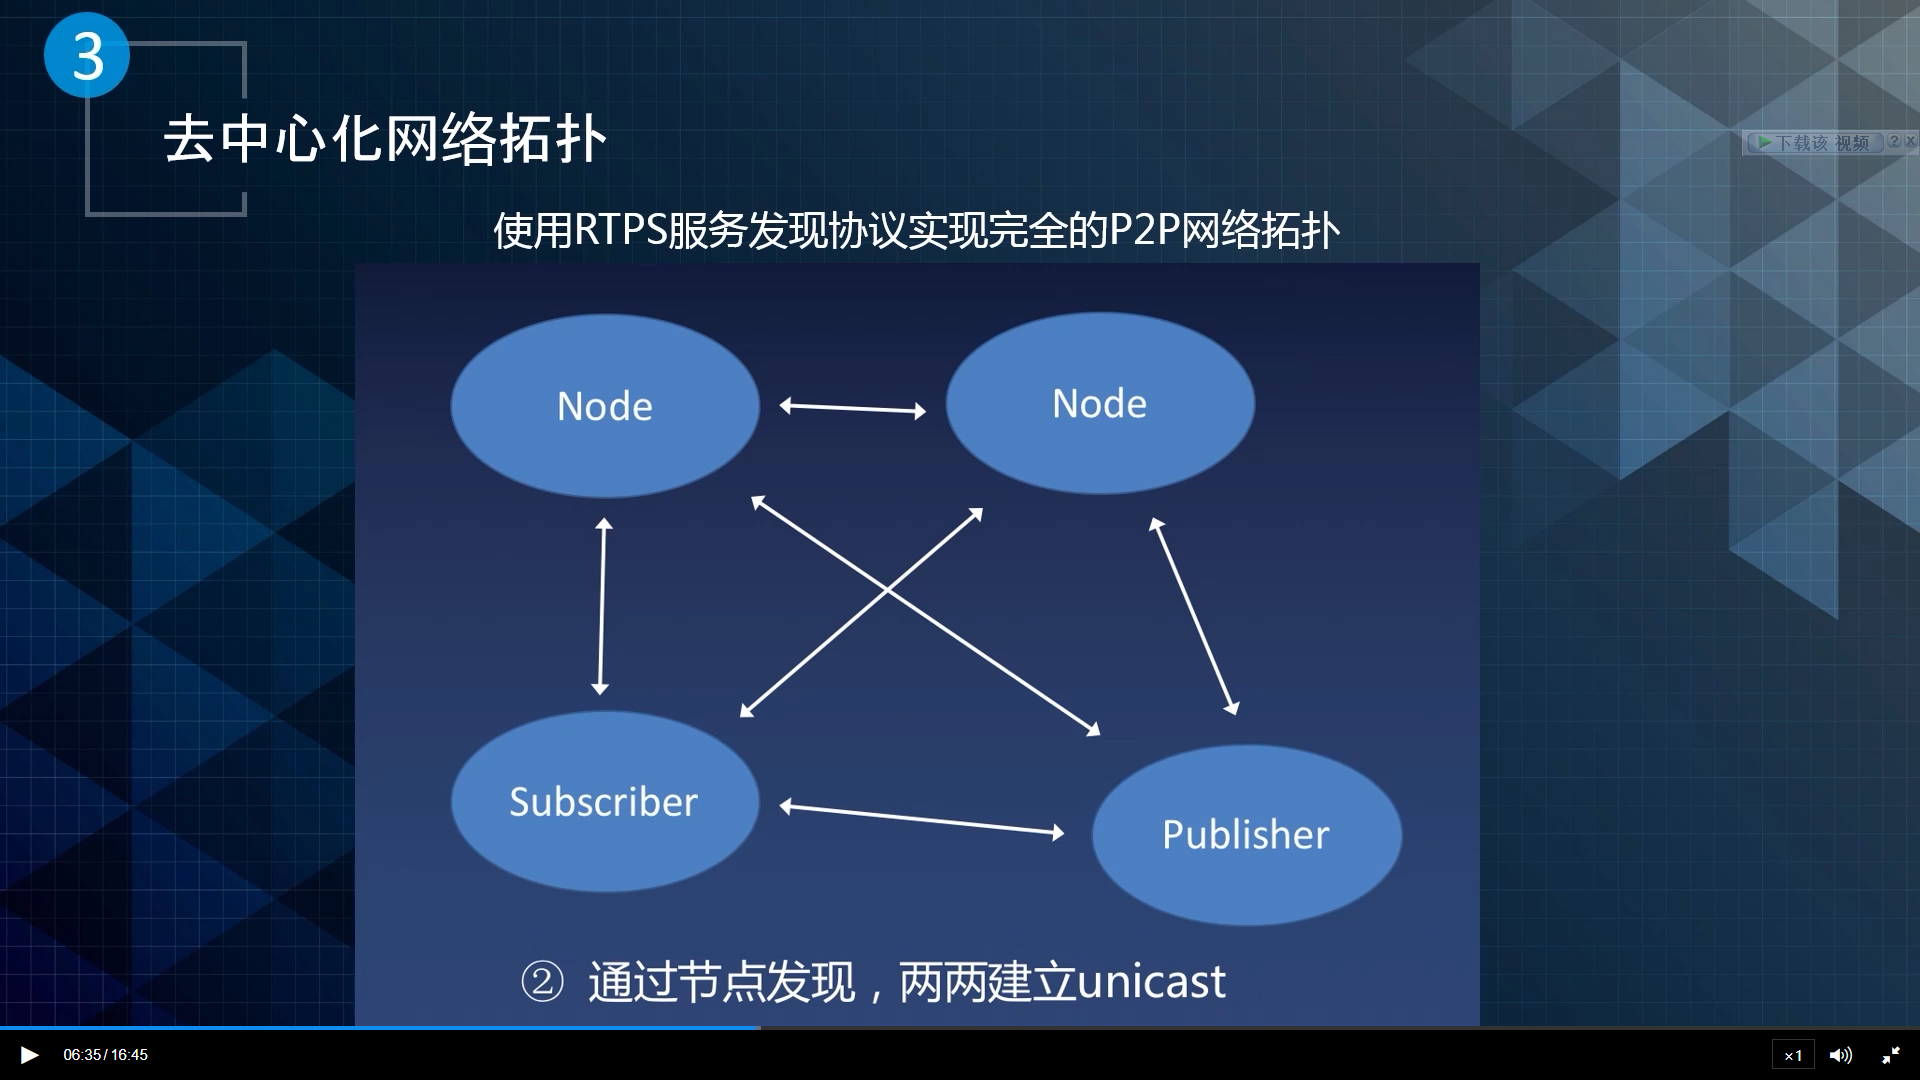 3
去中心化网络拓扑
下载该 视频 ? X
使用RTPS服务发现协议实现完全的P2P网络拓扑
Node
Node
Subscriber
Publisher
② 通过节点发现，两两建立unicast
06:35/16:45
×1